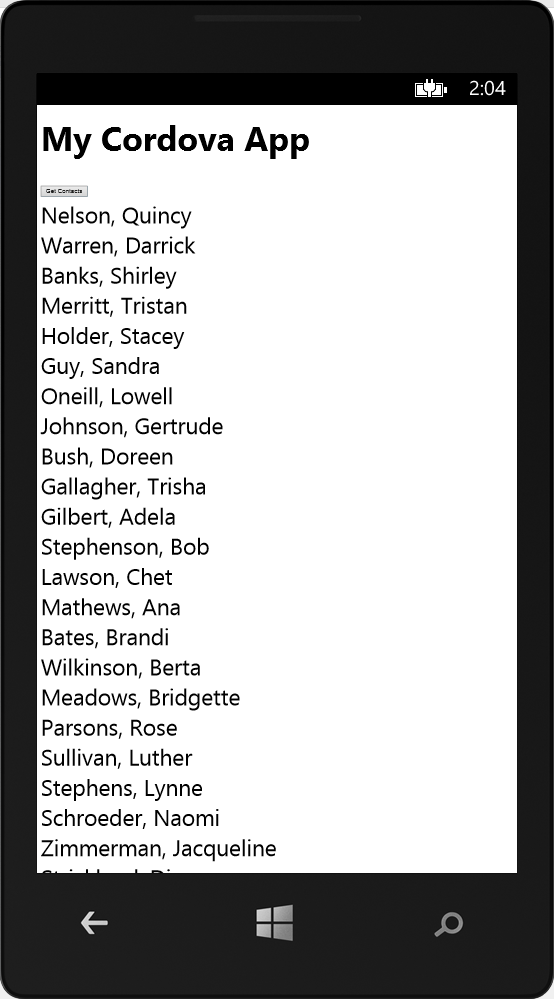 2:04
My Cordova App
Get Contacts
Nelson, Quincy
Warren, Darrick
Banks, Shirley
Merritt, Tristan
Holder, Stacey
Guy, Sandra
Oneill, Lowell
Johnson, Gertrude
Bush, Doreen
Gallagher, Trisha
Gilbert, Adela
Stephenson, Bob
Lawson, Chet
Mathews, Ana
Bates, Brandi
Wilkinson, Berta
Meadows, Bridgette
Parsons, Rose
Sullivan, Luther
Stephens, Lynne
Schroeder, Naomi
Zimmerman, Jacqueline